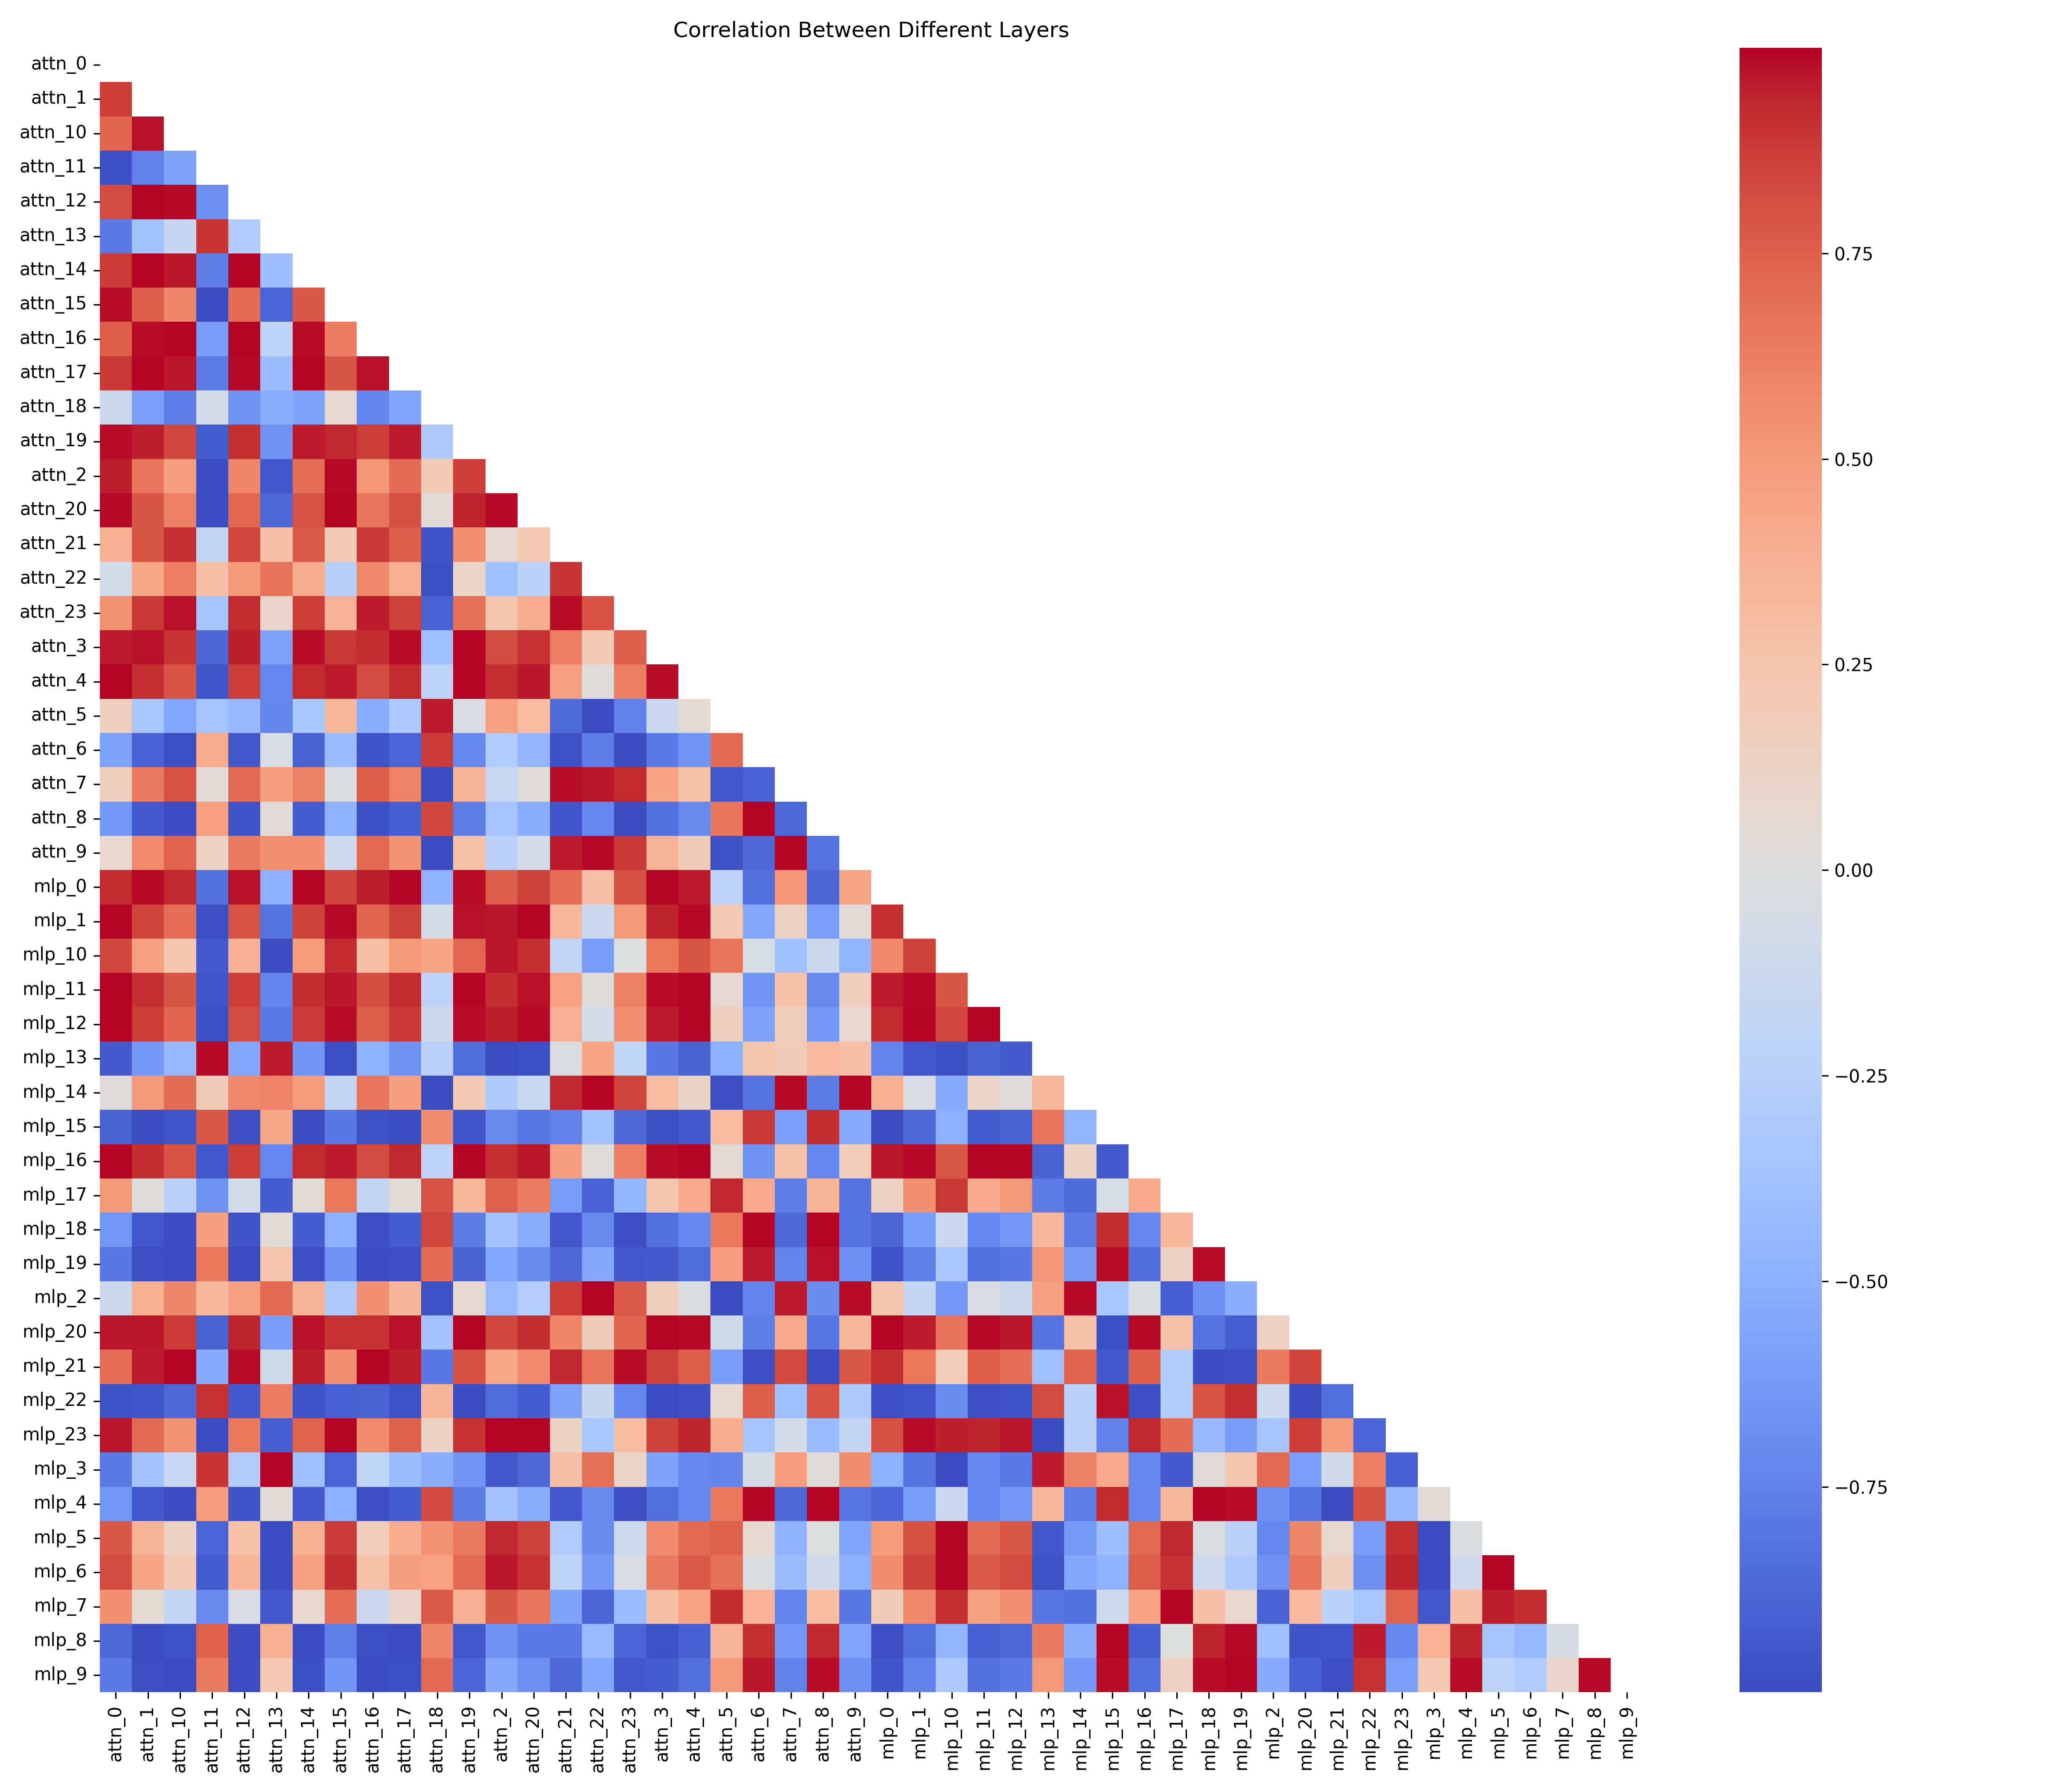 Correlation Between Different Layers
attn_0
attn_1
attn_10
attn_11
attn_12
attn_13
attn_14
attn_15
attn_16
attn_17
attn_18
attn_19
attn_2
attn_20
attn_21
attn_22
attn_23
attn_3
attn_4
attn_5
attn_6
attn_7
attn_8
attn_9
mlp_0
mlp_1
mlp_10
mlp_11
mlp_12
mlp_13
mlp_14
mlp_15
mlp_16
mlp_17
mlp_18
mlp_19
mlp_2
mlp_20
mlp_21
mlp_22
mlp_23
mlp_3
mlp_4
mlp_5
mlp_6
mlp_7
mlp_8
mlp_9
attn_0
attn_1
attn_10
attn_11
attn_12
attn_13
attn_14
attn_15
attn_16
attn_17
attn_18
attn_19
attn_2
attn_20
attn_21
attn_22
attn_23
attn_3
attn_4
attn_5
attn_6
attn_7
attn_8
attn_9
mlp_0
mlp_1
mlp_10
mlp_11
mlp_12
mlp_13
mlp_14
mlp_15
mlp_16
mlp_17
mlp_18
mlp_19
mlp_2
mlp_20
mlp_21
mlp_22
mlp_23
mlp_3
mlp_4
mlp_5
mlp_6
mlp_7
mlp_8
mlp_9
0.75
0.50
0.25
0.00
−0.25
−0.50
−0.75